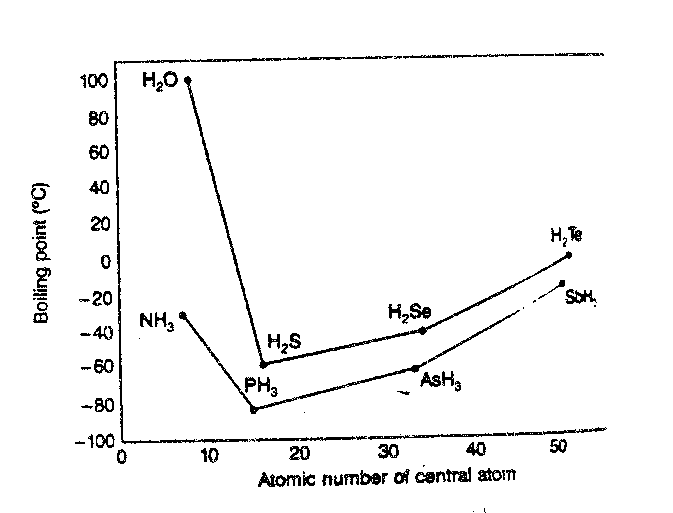 100
H₂O
80
60
40
20
0
−20
−40
−60
−80
−100
Boiling point (°C)
NH₃
H₂S
PH₃
H₂Se
AsH₃
H₂Te
SbH₃
0
10
20
30
40
50
Atomic number of central atom